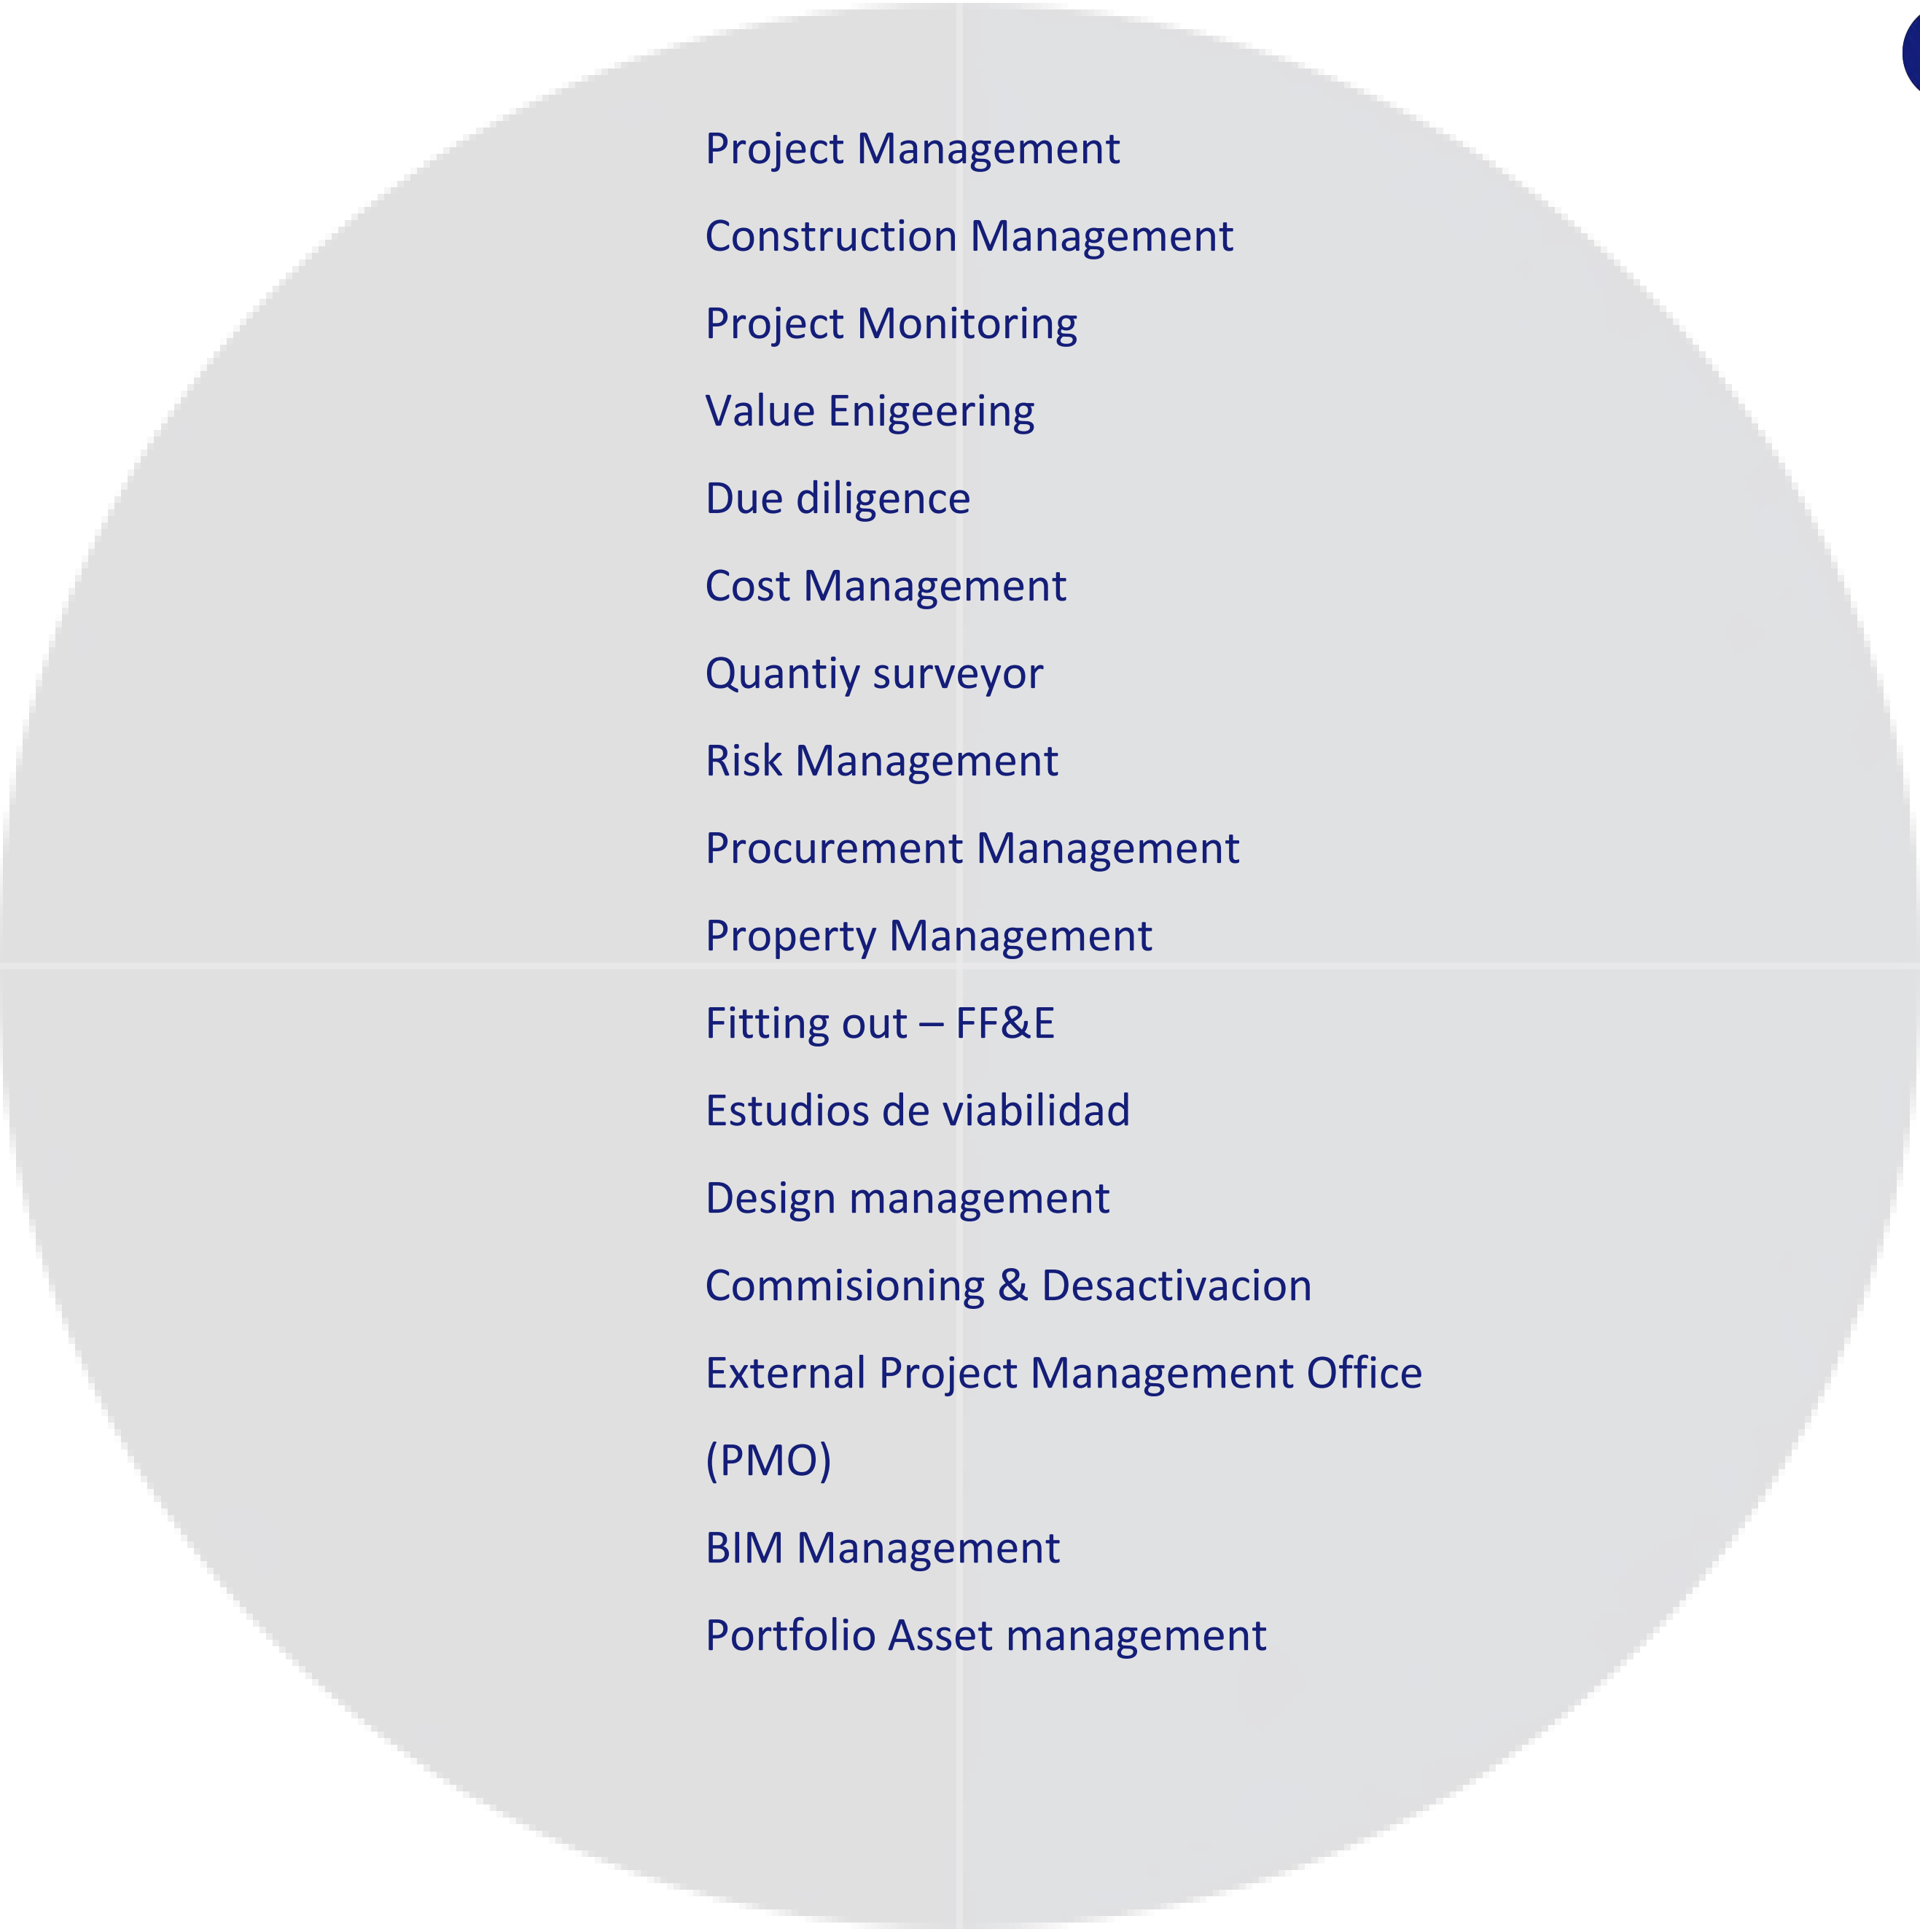 Project Management
Construction Management
Project Monitoring
Value Enigeering
Due diligence
Cost Management
Quantiy surveyor
Risk Management
Procurement Management
Property Management
Fitting out – FF&E
Estudios de viabilidad
Design management
Commisioning & Desactivacion
External Project Management Office
(PMO)
BIM Management
Portfolio Asset management